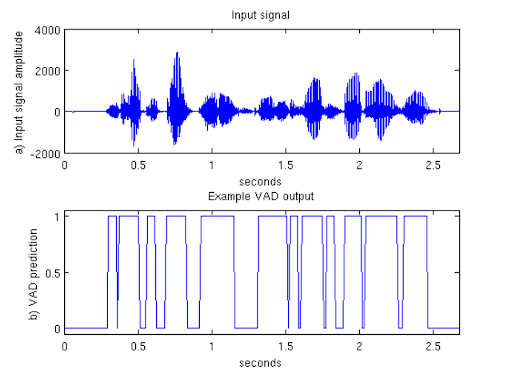 Input signal
a) Input signal amplitude
4000
2000
0
-2000
0 0.5 1 1.5 2 2.5
seconds
Example VAD output
b) VAD prediction
1
0.5
0
0 0.5 1 1.5 2 2.5
seconds